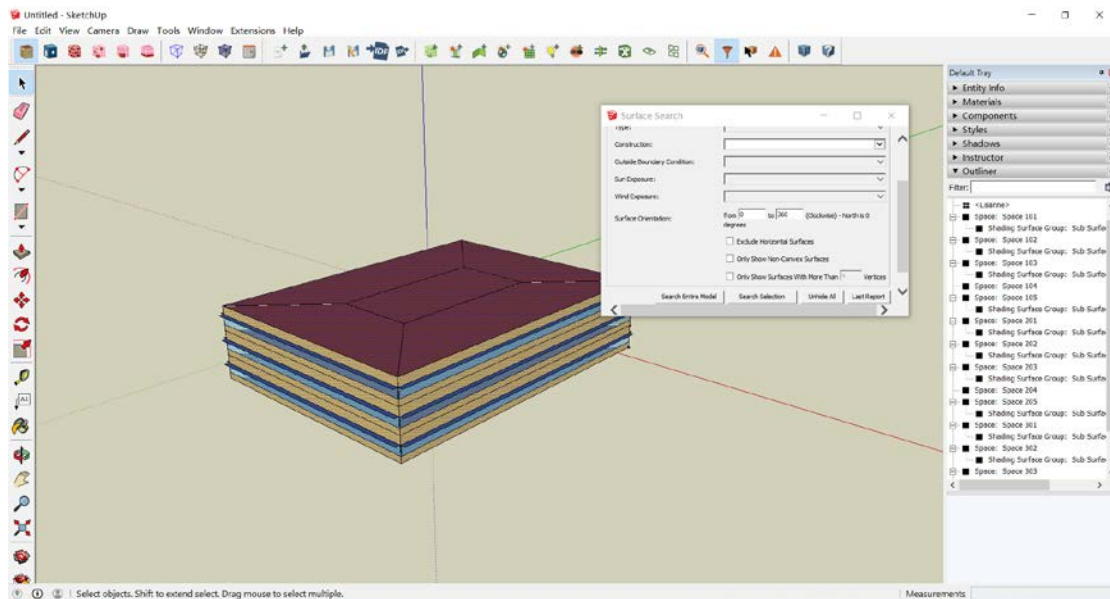 Untitled - SketchUp
File Edit View Camera Draw Tools Window Extensions Help
IDF
A1
Surface Search
Type:
Construction:
Outside Boundary Condition:
Sun Exposure:
Wind Exposure:
Surface Orientation:
from 0 to 360 (Clockwise) - North is 0
degrees
Exclude Horizontal Surfaces
Only Show Non-Convex Surfaces
Only Show Surfaces With More Than Vertices
Search Entire Model Search Selection Unhide All Last Report
Default Tray
Entity Info
Materials
Components
Styles
Shadows
Instructor
Outliner
Filter:
Space: Space 101
Shading Surface Group: Sub Surfa
Space: Space 102
Shading Surface Group: Sub Surfa
Space: Space 103
Shading Surface Group: Sub Surfa
Space: Space 104
Space: Space 105
Shading Surface Group: Sub Surfa
Space: Space 201
Shading Surface Group: Sub Surfa
Space: Space 202
Shading Surface Group: Sub Surfa
Space: Space 203
Shading Surface Group: Sub Surfa
Space: Space 204
Space: Space 205
Shading Surface Group: Sub Surfa
Space: Space 301
Shading Surface Group: Sub Surfa
Space: Space 302
Shading Surface Group: Sub Surfa
Space: Space 303
Select objects. Shift to extend select. Drag mouse to select multiple.
Measurements